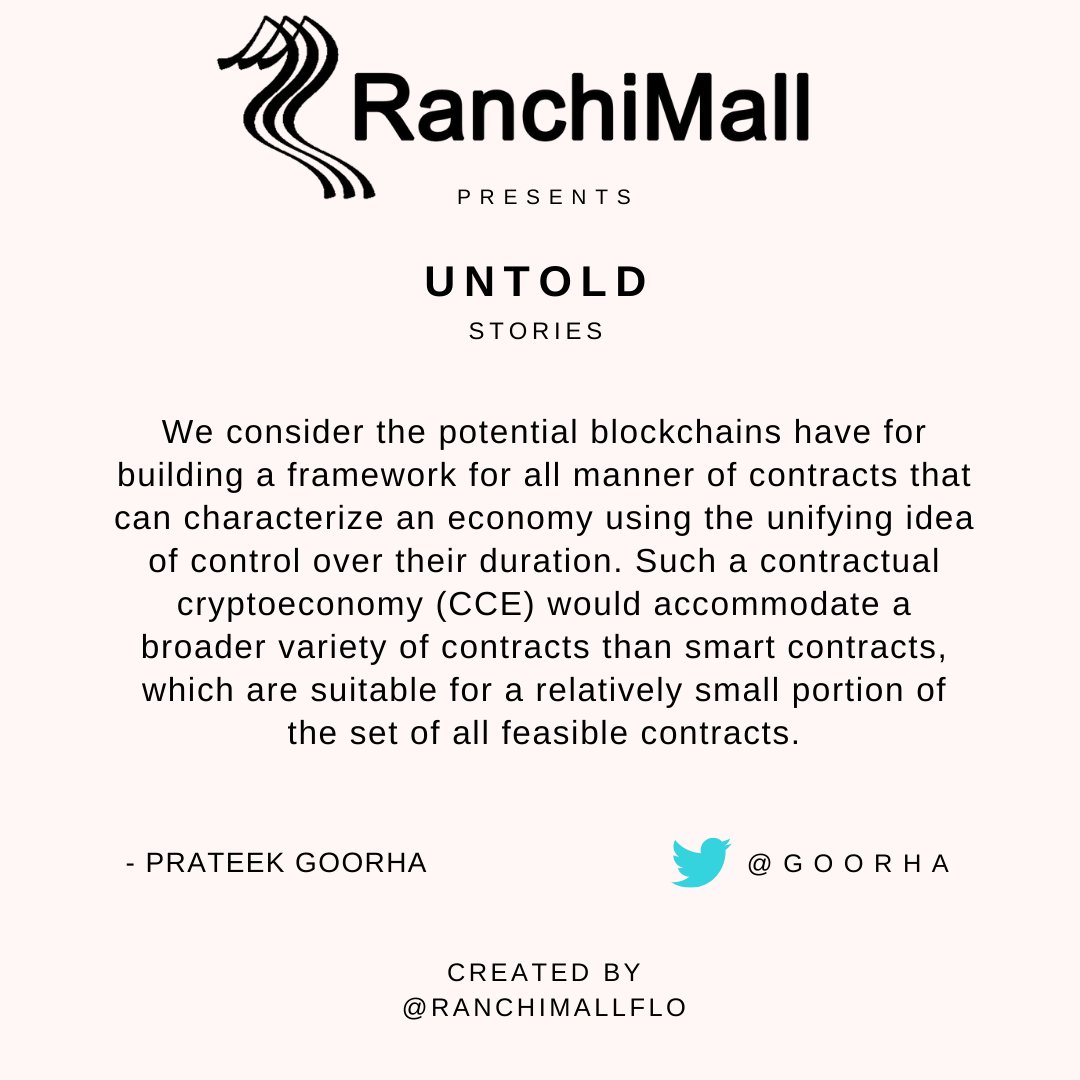 RanchiMall
PRESENTS
UNTOLD
STORIES
We consider the potential blockchains have for
building a framework for all manner of contracts that
can characterize an economy using the unifying idea
of control over their duration. Such a contractual
cryptoeconomy (CCE) would accommodate a
broader variety of contracts than smart contracts,
which are suitable for a relatively small portion of
the set of all feasible contracts.
- PRATEEK GOORHA
@GOORHA
CREATED BY
@RANCHIMALLFLO